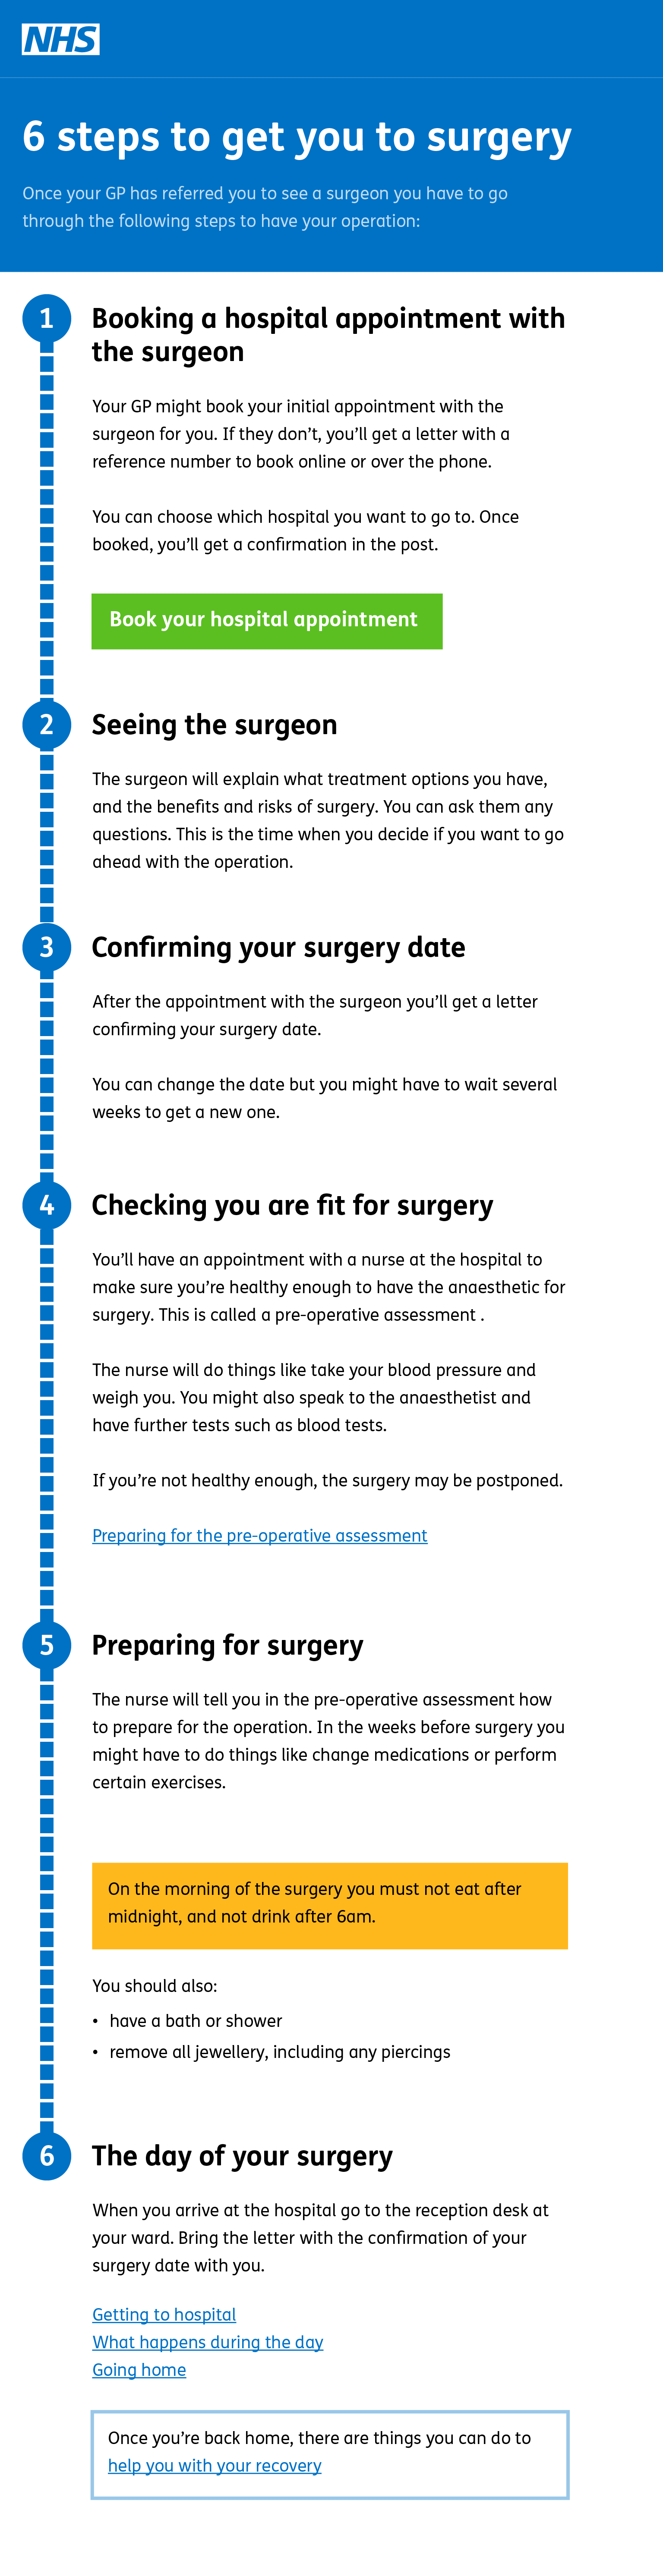 NHS
6 steps to get you to surgery
Once your GP has referred you to see a surgeon you have to go
through the following steps to have your operation:
1
Booking a hospital appointment with
the surgeon
Your GP might book your initial appointment with the
surgeon for you. If they don’t, you’ll get a letter with a
reference number to book online or over the phone.
You can choose which hospital you want to go to. Once
booked, you’ll get a confirmation in the post.
Book your hospital appointment
2
Seeing the surgeon
The surgeon will explain what treatment options you have,
and the benefits and risks of surgery. You can ask them any
questions. This is the time when you decide if you want to go
ahead with the operation.
3
Confirming your surgery date
After the appointment with the surgeon you’ll get a letter
confirming your surgery date.
You can change the date but you might have to wait several
weeks to get a new one.
4
Checking you are fit for surgery
You’ll have an appointment with a nurse at the hospital to
make sure you’re healthy enough to have the anaesthetic for
surgery. This is called a pre-operative assessment .
The nurse will do things like take your blood pressure and
weigh you. You might also speak to the anaesthetist and
have further tests such as blood tests.
If you’re not healthy enough, the surgery may be postponed.
Preparing for the pre-operative assessment
5
Preparing for surgery
The nurse will tell you in the pre-operative assessment how
to prepare for the operation. In the weeks before surgery you
might have to do things like change medications or perform
certain exercises.
On the morning of the surgery you must not eat after
midnight, and not drink after 6am.
You should also:
• have a bath or shower
• remove all jewellery, including any piercings
6
The day of your surgery
When you arrive at the hospital go to the reception desk at
your ward. Bring the letter with the confirmation of your
surgery date with you.
Getting to hospital
What happens during the day
Going home
Once you’re back home, there are things you can do to
help you with your recovery